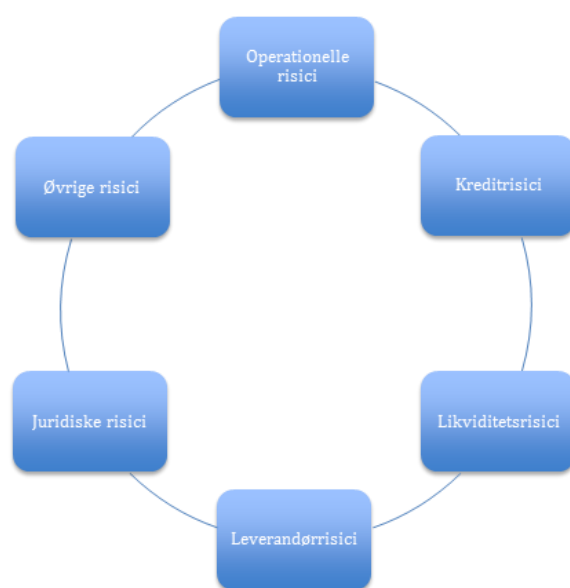 Operationelle
risici
Kreditrisici
Likviditetsrisici
Leverandørrisici
Juridiske risici
Øvrige risici